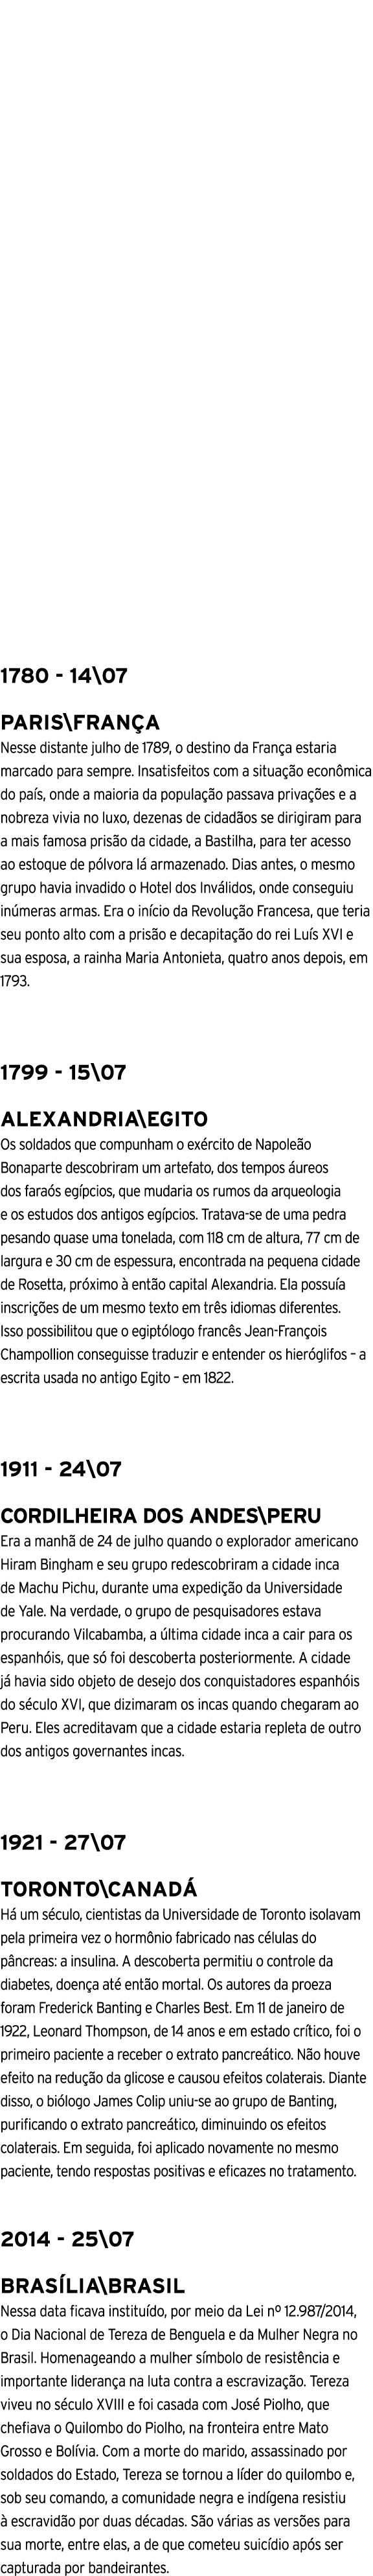 1780 - 14\07
PARIS\FRANÇA
Nesse distante julho de 1789, o destino da França estaria
marcado para sempre. Insatisfeitos com a situação econômica
do país, onde a maioria da população passava privações e a
nobreza vivia no luxo, dezenas de cidadãos se dirigiram para
a mais famosa prisão da cidade, a Bastilha, para ter acesso
ao estoque de pólvora lá armazenado. Dias antes, o mesmo
grupo havia invadido o Hotel dos Inválidos, onde conseguiu
inúmeras armas. Era o início da Revolução Francesa, que teria
seu ponto alto com a prisão e decapitação do rei Luís XVI e
sua esposa, a rainha Maria Antonieta, quatro anos depois, em
1793.
1799 - 15\07
ALEXANDRIA\EGITO
Os soldados que compunham o exército de Napoleão
Bonaparte descobriram um artefato, dos tempos áureos
dos faraós egípcios, que mudaria os rumos da arqueologia
e os estudos dos antigos egípcios. Tratava-se de uma pedra
pesando quase uma tonelada, com 118 cm de altura, 77 cm de
largura e 30 cm de espessura, encontrada na pequena cidade
de Rosetta, próximo à então capital Alexandria. Ela possuía
inscrições de um mesmo texto em três idiomas diferentes.
Isso possibilitou que o egiptólogo francês Jean-François
Champollion conseguisse traduzir e entender os hieróglifos – a
escrita usada no antigo Egito – em 1822.
1911 - 24\07
CORDILHEIRA DOS ANDES\PERU
Era a manhã de 24 de julho quando o explorador americano
Hiram Bingham e seu grupo redescobriram a cidade inca
de Machu Pichu, durante uma expedição da Universidade
de Yale. Na verdade, o grupo de pesquisadores estava
procurando Vilcabamba, a última cidade inca a cair para os
espanhóis, que só foi descoberta posteriormente. A cidade
já havia sido objeto de desejo dos conquistadores espanhóis
do século XVI, que dizimaram os incas quando chegaram ao
Peru. Eles acreditavam que a cidade estaria repleta de outro
dos antigos governantes incas.
1921 - 27\07
TORONTO\CANADÁ
Há um século, cientistas da Universidade de Toronto isolavam
pela primeira vez o hormônio fabricado nas células do
pâncreas: a insulina. A descoberta permitiu o controle da
diabetes, doença até então mortal. Os autores da proeza
foram Frederick Banting e Charles Best. Em 11 de janeiro de
1922, Leonard Thompson, de 14 anos e em estado crítico, foi o
primeiro paciente a receber o extrato pancreático. Não houve
efeito na redução da glicose e causou efeitos colaterais. Diante
disso, o biólogo James Colip uniu-se ao grupo de Banting,
purificando o extrato pancreático, diminuindo os efeitos
colaterais. Em seguida, foi aplicado novamente no mesmo
paciente, tendo respostas positivas e eficazes no tratamento.
2014 - 25\07
BRASÍLIA\BRASIL
Nessa data ficava instituído, por meio da Lei nº 12.987/2014,
o Dia Nacional de Tereza de Benguela e da Mulher Negra no
Brasil. Homenageando a mulher símbolo de resistência e
importante liderança na luta contra a escravização. Tereza
viveu no século XVIII e foi casada com José Piolho, que
chefiava o Quilombo do Piolho, na fronteira entre Mato
Grosso e Bolívia. Com a morte do marido, assassinado por
soldados do Estado, Tereza se tornou a líder do quilombo e,
sob seu comando, a comunidade negra e indígena resistiu
à escravidão por duas décadas. São várias as versões para
sua morte, entre elas, a de que cometeu suicídio após ser
capturada por bandeirantes.